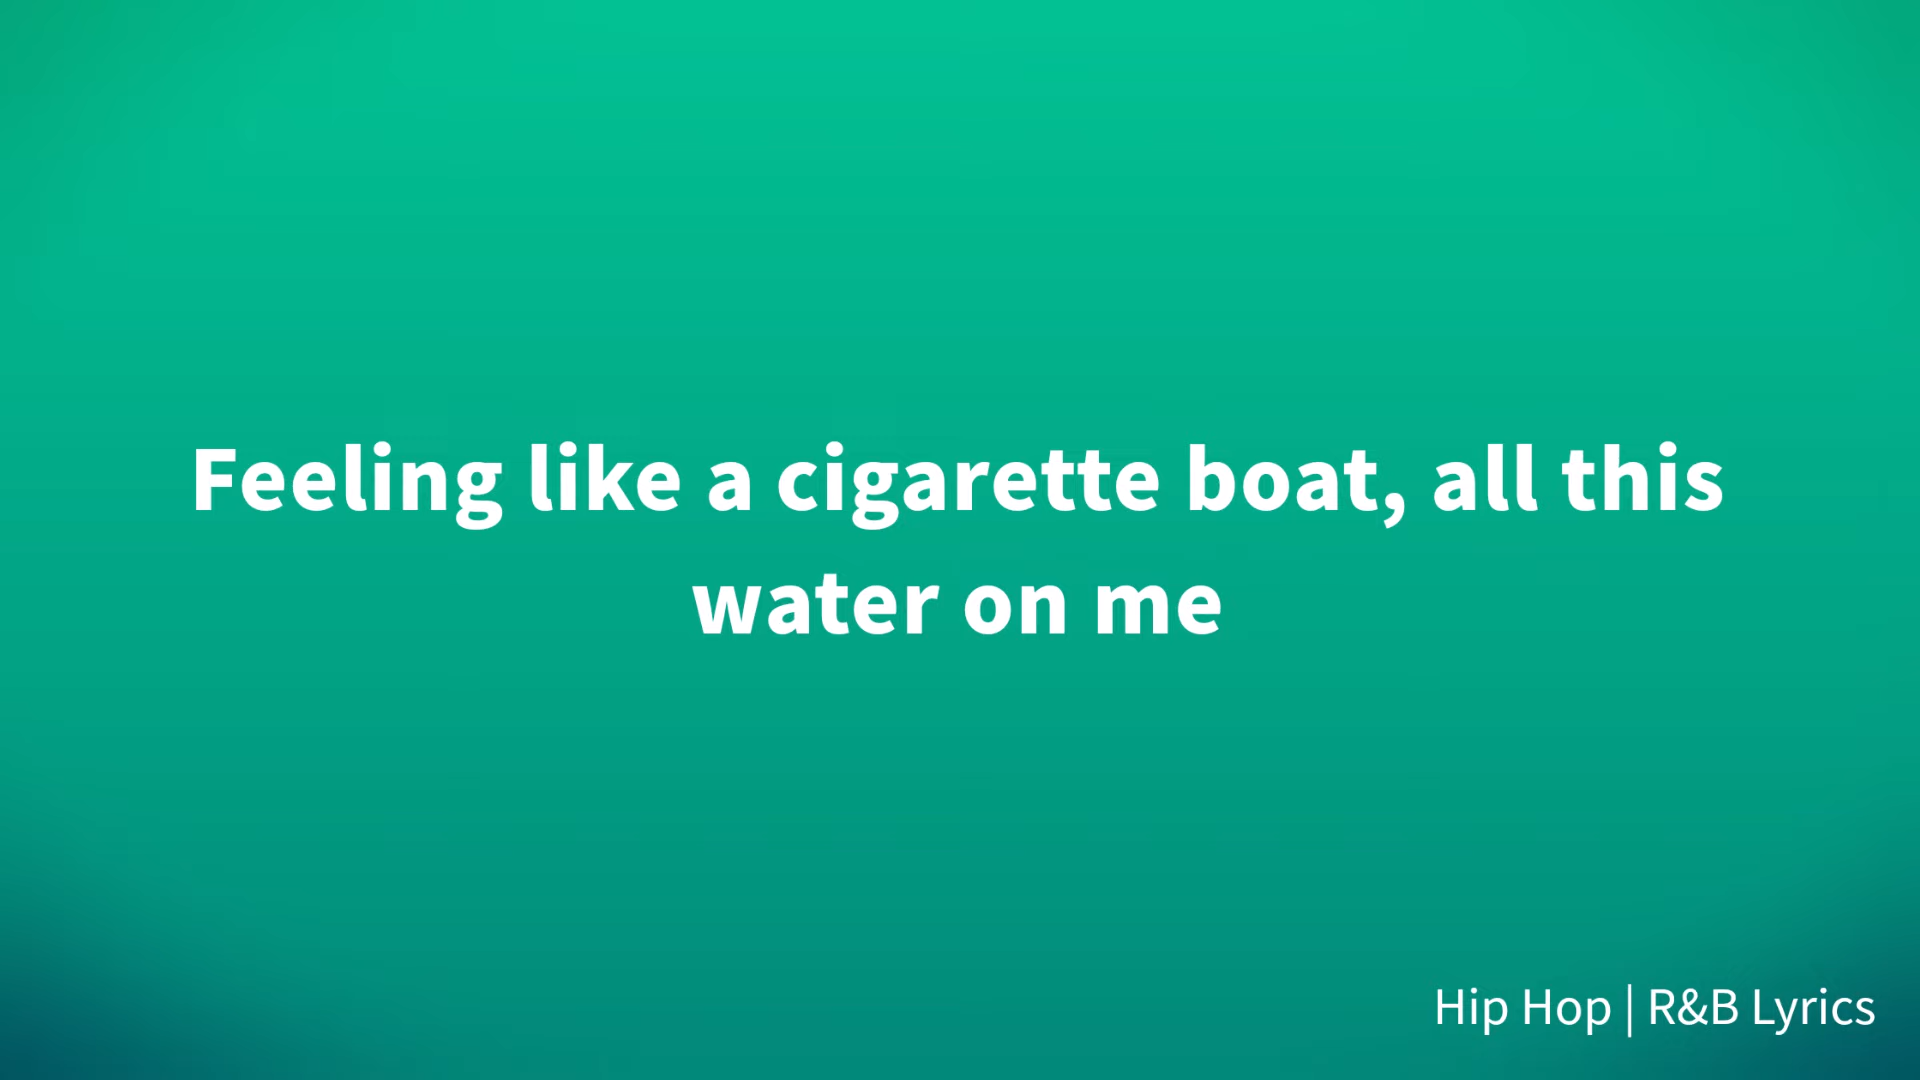 Feeling like a cigarette boat, all this
water on me
Hip Hop | R&B Lyrics